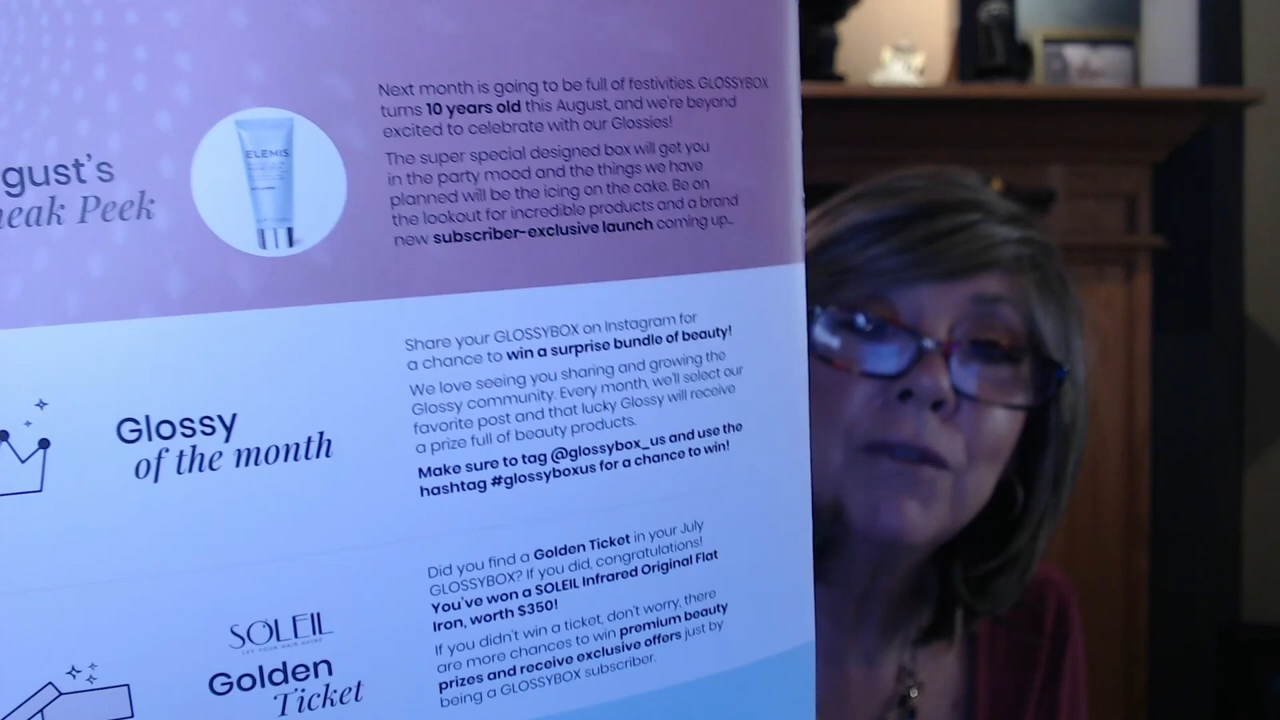 gust's
eak Peek
ELEMIS
Next month is going to be full of festivities. GLOSSYBOX
turns 10 years old this August, and we're beyond
excited to celebrate with our Glossies!
The super special designed box will get you
in the party mood and the things we have
planned will be the icing on the cake. Be on
the lookout for incredible products and a brand
new subscriber-exclusive launch coming up...
Glossy
of the month
Share your GLOSSYBOX on Instagram for
a chance to win a surprise bundle of beauty!
We love seeing you sharing and growing the
Glossy community. Every month, we'll select our
favorite post and that lucky Glossy will receive
a prize full of beauty products.
Make sure to tag @glossybox_us and use the
hashtag #glossyboxus for a chance to win!
SOLEIL
Golden
Ticket
Did you find a Golden Ticket in your July
GLOSSYBOX? If you did, congratulations!
You've won a SOLEIL Infrared Original Flat
Iron, worth $350!
If you didn't win a ticket, don't worry, there
are more chances to win premium beauty
prizes and receive exclusive offers just by
being a GLOSSYBOX subscriber.